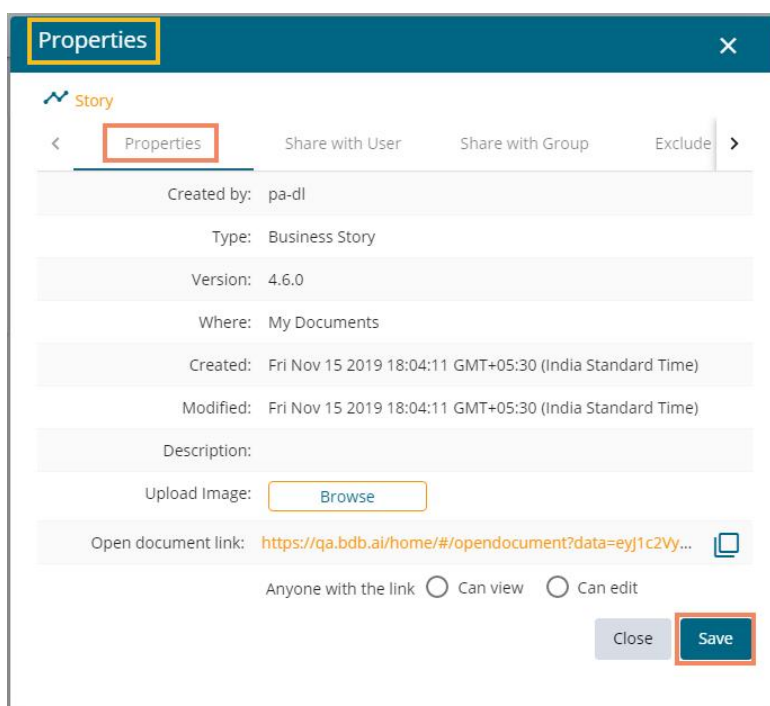 Properties
Story
Properties Share with User Share with Group Exclude
Created by: pa-dl
Type: Business Story
Version: 4.6.0
Where: My Documents
Created: Fri Nov 15 2019 18:04:11 GMT+05:30 (India Standard Time)
Modified: Fri Nov 15 2019 18:04:11 GMT+05:30 (India Standard Time)
Description:
Upload Image: Browse
Open document link: https://qa.bdb.ai/home/#/opendocument?data=eyJ1c2Vy...
Anyone with the link Can view Can edit
Close Save